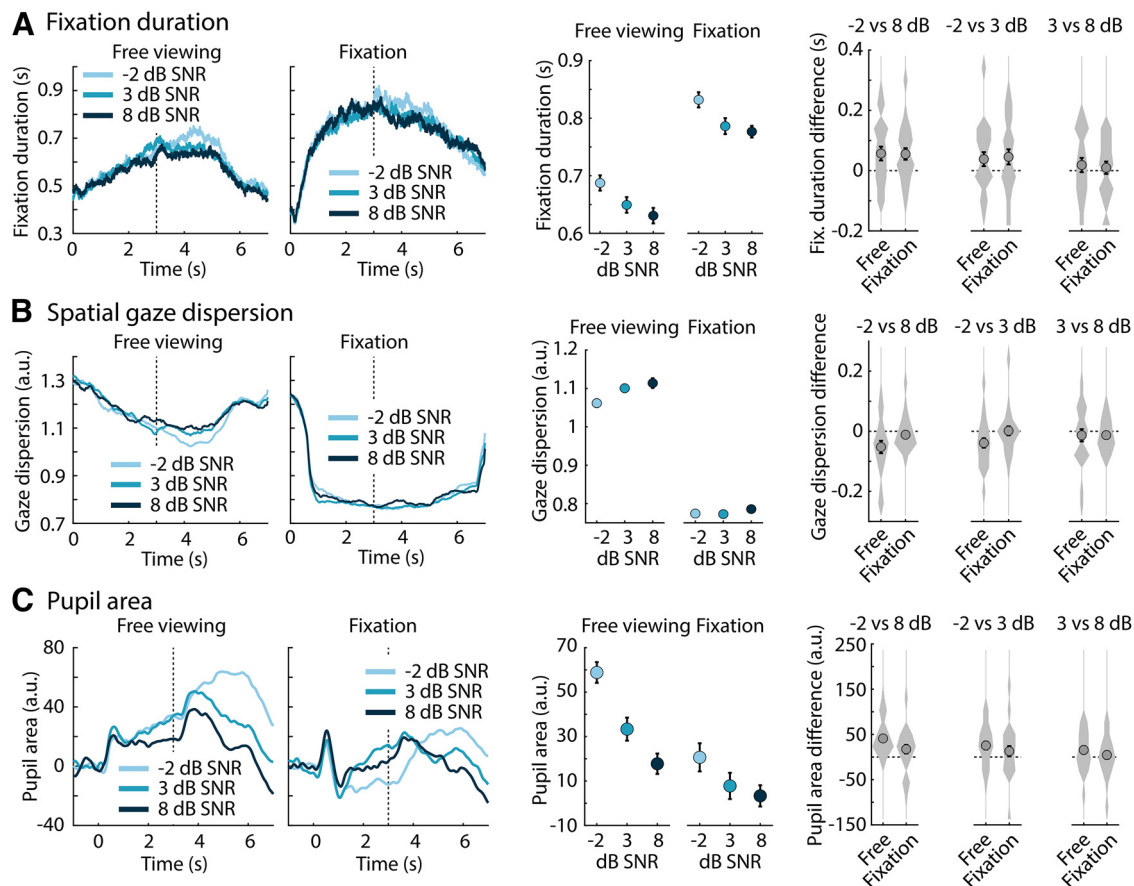 A Fixation duration
Free viewing
Fixation
-2 dB SNR
3 dB SNR
8 dB SNR
-2 dB SNR
3 dB SNR
8 dB SNR
Fixation duration (s)
0.9
0.7
0.5
0.3
0 2 4 6
Time (s)
0 2 4 6
Time (s)
Free viewing Fixation
Fixation duration (s)
0.9
0.8
0.7
0.6
-2 3 8
dB SNR
-2 3 8
dB SNR
-2 vs 8 dB -2 vs 3 dB 3 vs 8 dB
Fix. duration difference (s)
0.4
0.2
0
-0.2
Free
Fixation
Free
Fixation
Free
Fixation
B Spatial gaze dispersion
Free viewing
Fixation
Gaze dispersion (a.u.)
1.3
1.1
0.9
0.7
-2 dB SNR
3 dB SNR
8 dB SNR
-2 dB SNR
3 dB SNR
8 dB SNR
0 2 4 6
Time (s)
0 2 4 6
Time (s)
Free viewing Fixation
Gaze dispersion (a.u.)
1.2
1.1
1
0.9
0.8
-2 3 8
dB SNR
-2 3 8
dB SNR
-2 vs 8 dB -2 vs 3 dB 3 vs 8 dB
Gaze dispersion difference
0.2
0
-0.2
Free
Fixation
Free
Fixation
Free
Fixation
C Pupil area
Free viewing
Fixation
Pupil area (a.u.)
80
40
0
-40
-2 dB SNR
3 dB SNR
8 dB SNR
-2 dB SNR
3 dB SNR
8 dB SNR
0 2 4 6
Time (s)
0 2 4 6
Time (s)
Free viewing Fixation
Pupil area (a.u.)
70
50
30
10
-10
-2 3 8
dB SNR
-2 3 8
dB SNR
-2 vs 8 dB -2 vs 3 dB 3 vs 8 dB
Pupil area difference (a.u.)
250
150
50
-50
-150
Free
Fixation
Free
Fixation
Free
Fixation